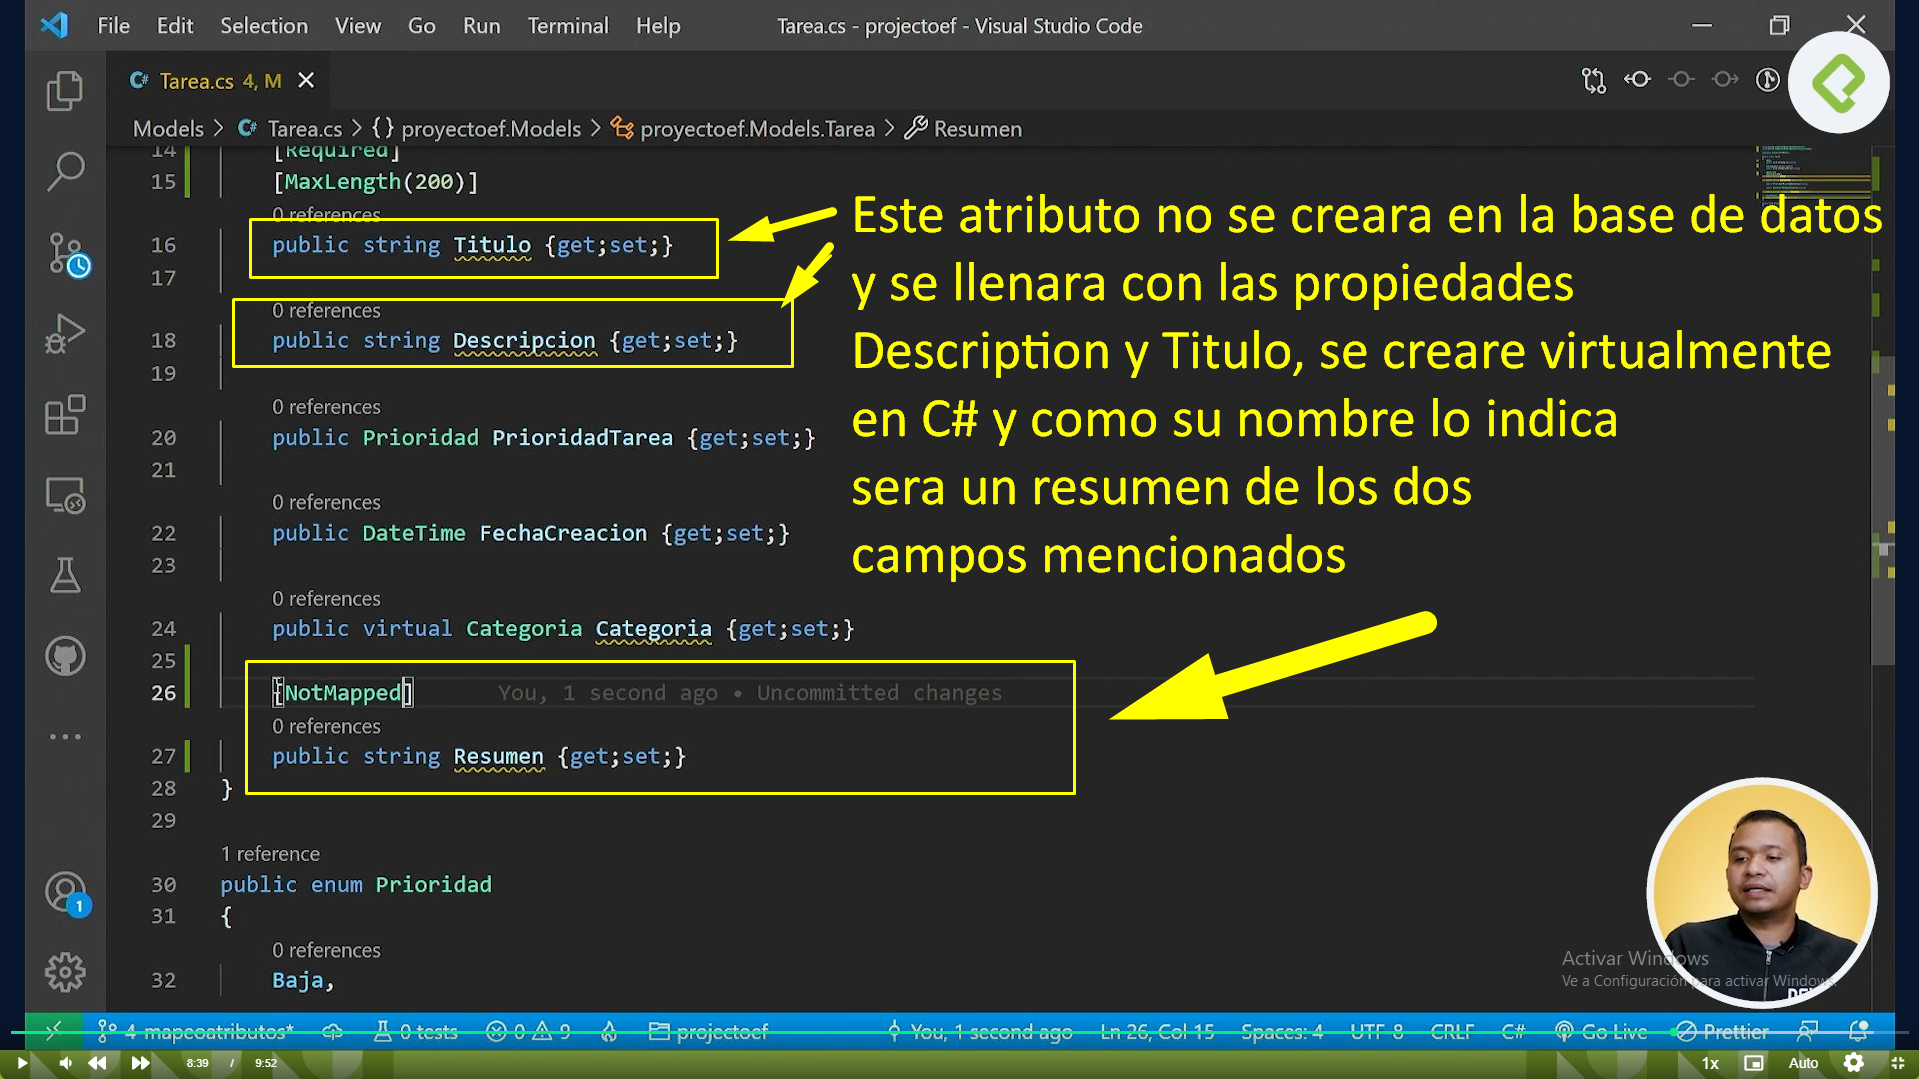 File Edit Selection View Go Run Terminal Help Tarea.cs - projectoef - Visual Studio Code
Tarea.cs 4, M
Models > Tarea.cs > {} proyectoef.Models > proyectoef.Models.Tarea > Resumen
14 [Required]
15 [MaxLength(200)]
0 references
16 public string Titulo {get;set;}
17
0 references
18 public string Descripcion {get;set;}
19
0 references
20 public Prioridad PrioridadTarea {get;set;}
21
0 references
22 public DateTime FechaCreacion {get;set;}
23
0 references
24 public virtual Categoria Categoria {get;set;}
25
26 [NotMapped] You, 1 second ago • Uncommitted changes
0 references
27 public string Resumen {get;set;}
28 }
29
1 reference
30 public enum Prioridad
31 {
0 references
32 Baja,
Este atributo no se creara en la base de datos
y se llenara con las propiedades
Description y Titulo, se creare virtualmente
en C# y como su nombre lo indica
sera un resumen de los dos
campos mencionados
1
Activar Windows
Ve a Configuración para activar Windows.
4-mapeoatributos* 0 tests 0 9 projectoef You, 1 second ago Ln 26, Col 15 Spaces: 4 UTF-8 CRLF C# Go Live Prettier
8:39 / 9:52 1x Auto